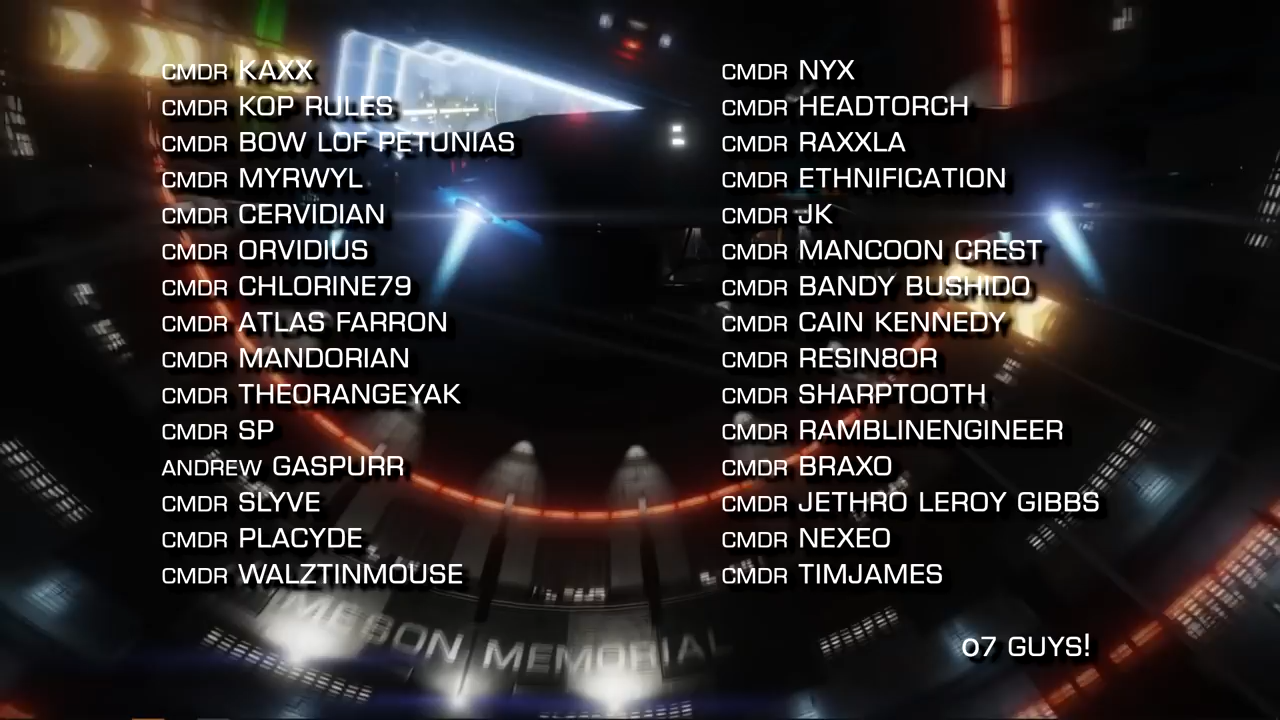 CMDR KAXX
CMDR KOP RULES
CMDR BOW LOF PETUNIAS
CMDR MYRWYL
CMDR CERVIDIAN
CMDR ORVIDIUS
CMDR CHLORINE79
CMDR ATLAS FARRON
CMDR MANDORIAN
CMDR THEORANGEYAK
CMDR SP
ANDREW GASPURR
CMDR SLYVE
CMDR PLACYDE
CMDR WALZTINMOUSE
CMDR NYX
CMDR HEADTORCH
CMDR RAXXLA
CMDR ETHNIFICATION
CMDR JK
CMDR MANCOON CREST
CMDR BANDY BUSHIDO
CMDR CAIN KENNEDY
CMDR RESIN8OR
CMDR SHARPTOOTH
CMDR RAMBLINENGINEER
CMDR BRAXO
CMDR JETHRO LEROY GIBBS
CMDR NEXEO
CMDR TIMJAMES
MEMORIAL
o7 GUYS!